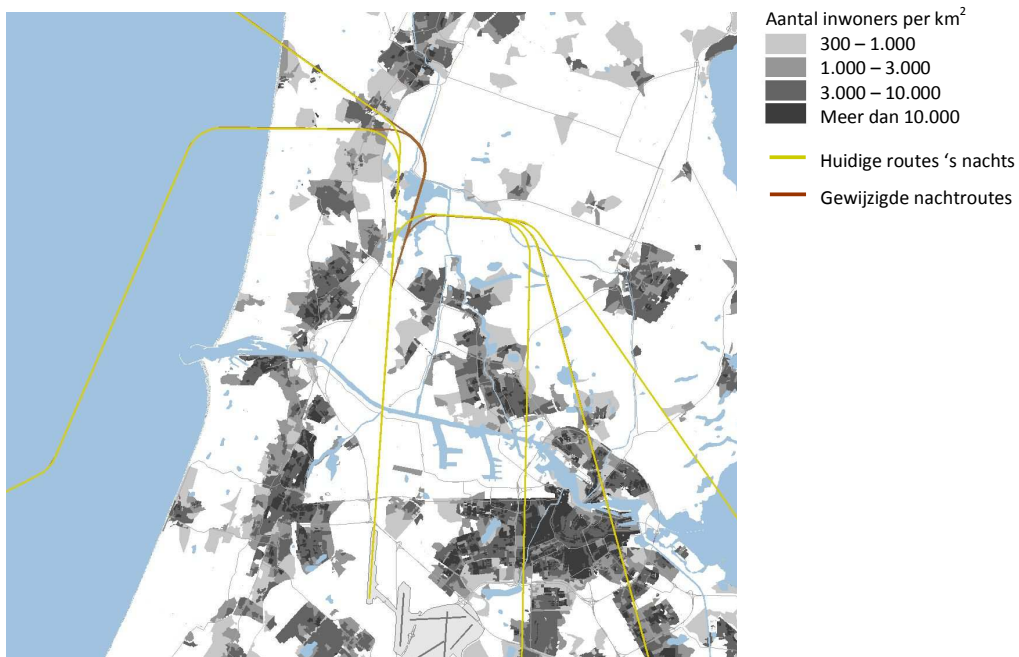 Aantal inwoners per km²
300 – 1.000
1.000 – 3.000
3.000 – 10.000
Meer dan 10.000
Huidige routes ‘s nachts
Gewijzigde nachtroutes